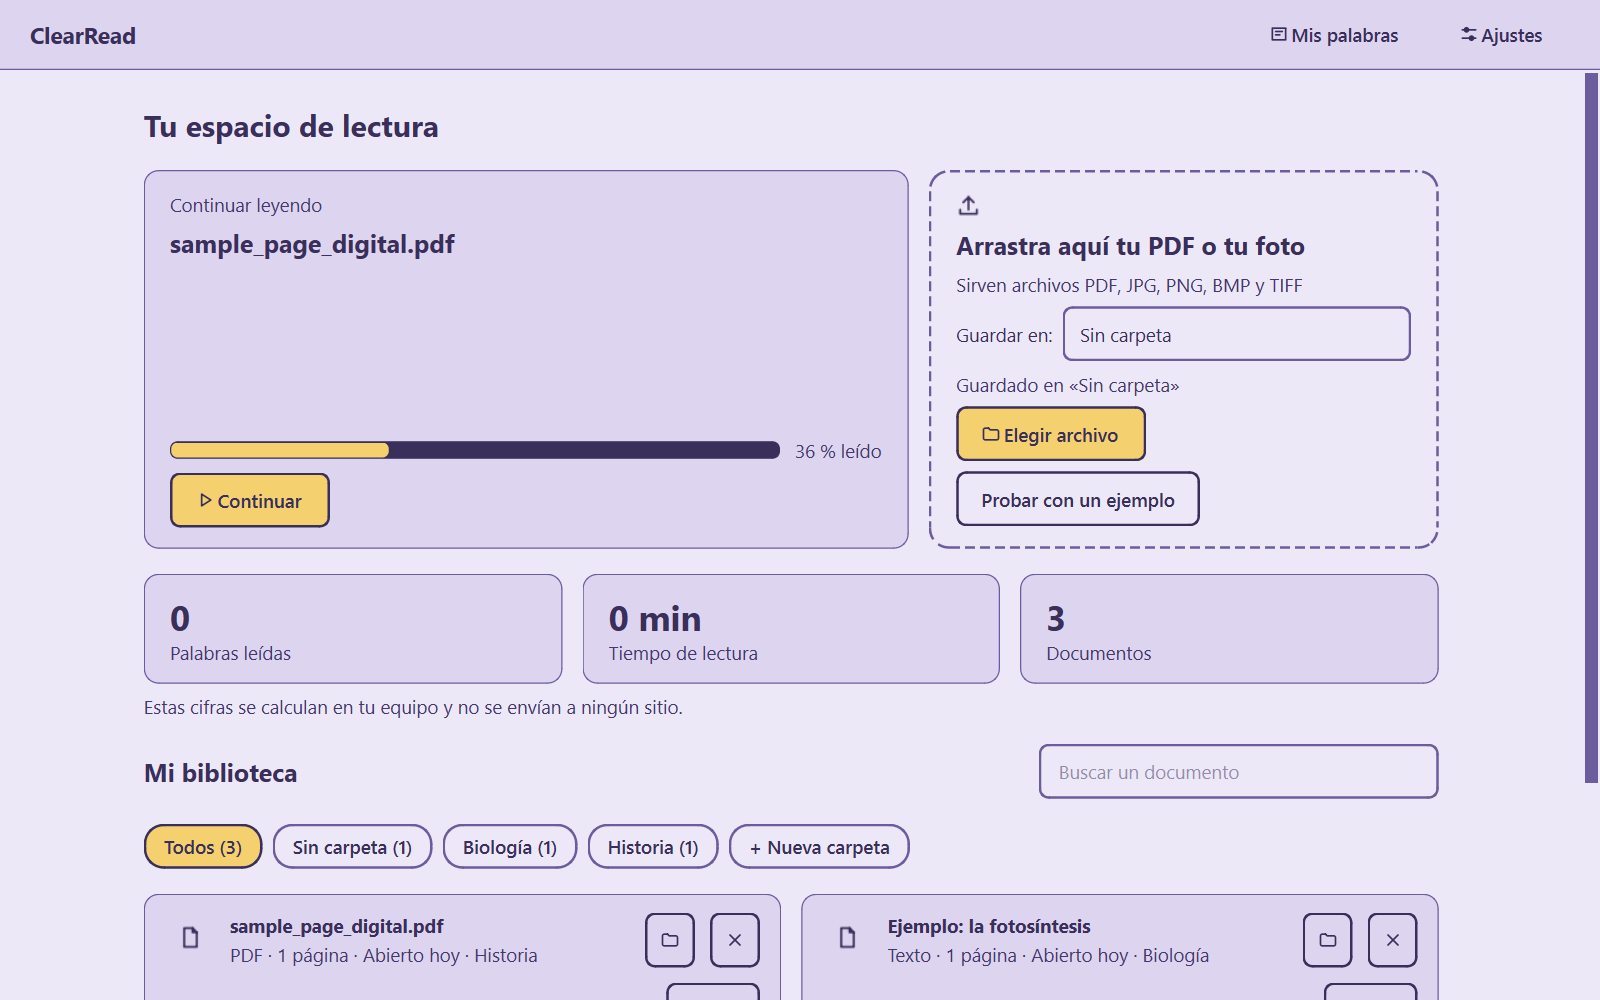 ClearRead
Mis palabras
Ajustes
Tu espacio de lectura
Continuar leyendo
sample_page_digital.pdf
36 % leído
Continuar
Arrastra aquí tu PDF o tu foto
Sirven archivos PDF, JPG, PNG, BMP y TIFF
Guardar en: Sin carpeta
Guardado en «Sin carpeta»
Elegir archivo
Probar con un ejemplo
0
Palabras leídas
0 min
Tiempo de lectura
3
Documentos
Estas cifras se calculan en tu equipo y no se envían a ningún sitio.
Mi biblioteca
Buscar un documento
Todos (3)
Sin carpeta (1)
Biología (1)
Historia (1)
+ Nueva carpeta
sample_page_digital.pdf
PDF · 1 página · Abierto hoy · Historia
Ejemplo: la fotosíntesis
Texto · 1 página · Abierto hoy · Biología